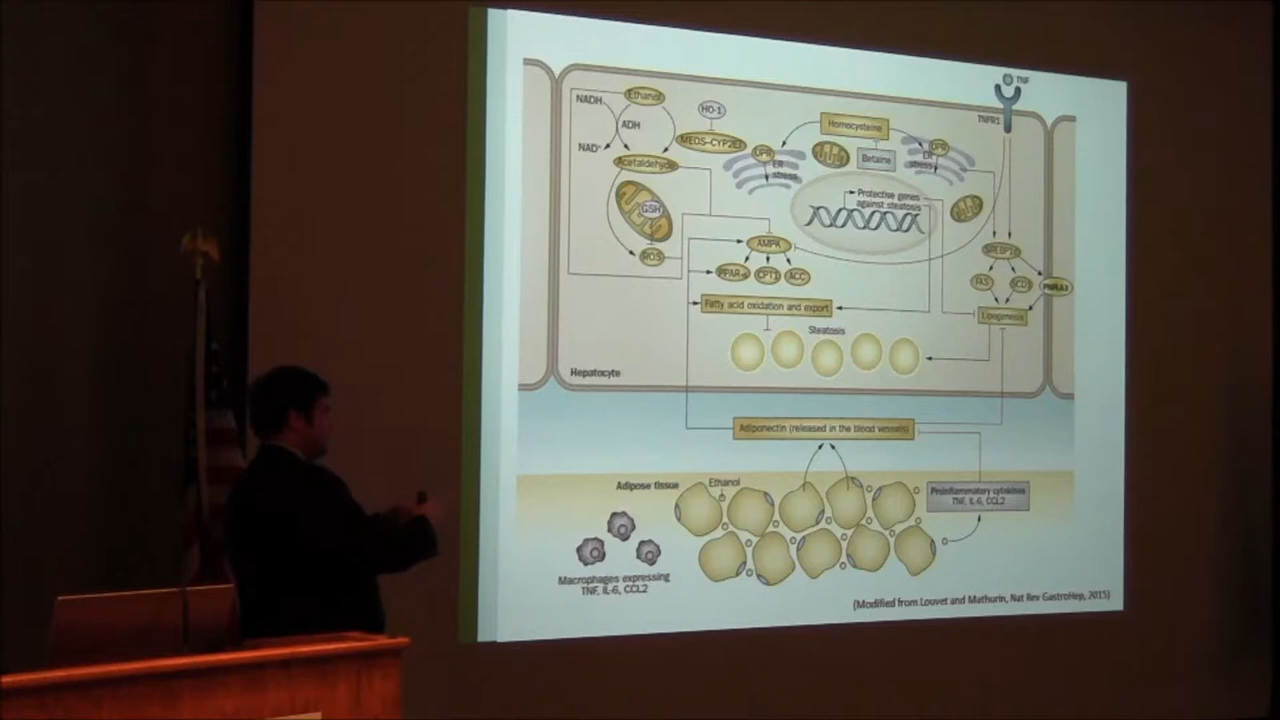 TNF
TNFR1
NADH
Ethanol
ADH
NAD⁺
HO-1
MEOS-CYP2E1
Acetaldehyde
GSH
ROS
Homocysteine
Betaine
UPR
ER
stress
UPR
ER
stress
Protective genes
against steatosis
AMPK
PPAR-α
CPT1
ACC
SREBP1c
FAS
SCD1
PNPLA3
Fatty acid oxidation and export
Lipogenesis
Steatosis
Hepatocyte
Adiponectin (released in the blood vessels)
Adipose tissue
Ethanol
Proinflammatory cytokines
TNF, IL-6, CCL2
Macrophages expressing
TNF, IL-6, CCL2
(Modified from Louvet and Mathurin, Nat Rev GastroHep, 2015)